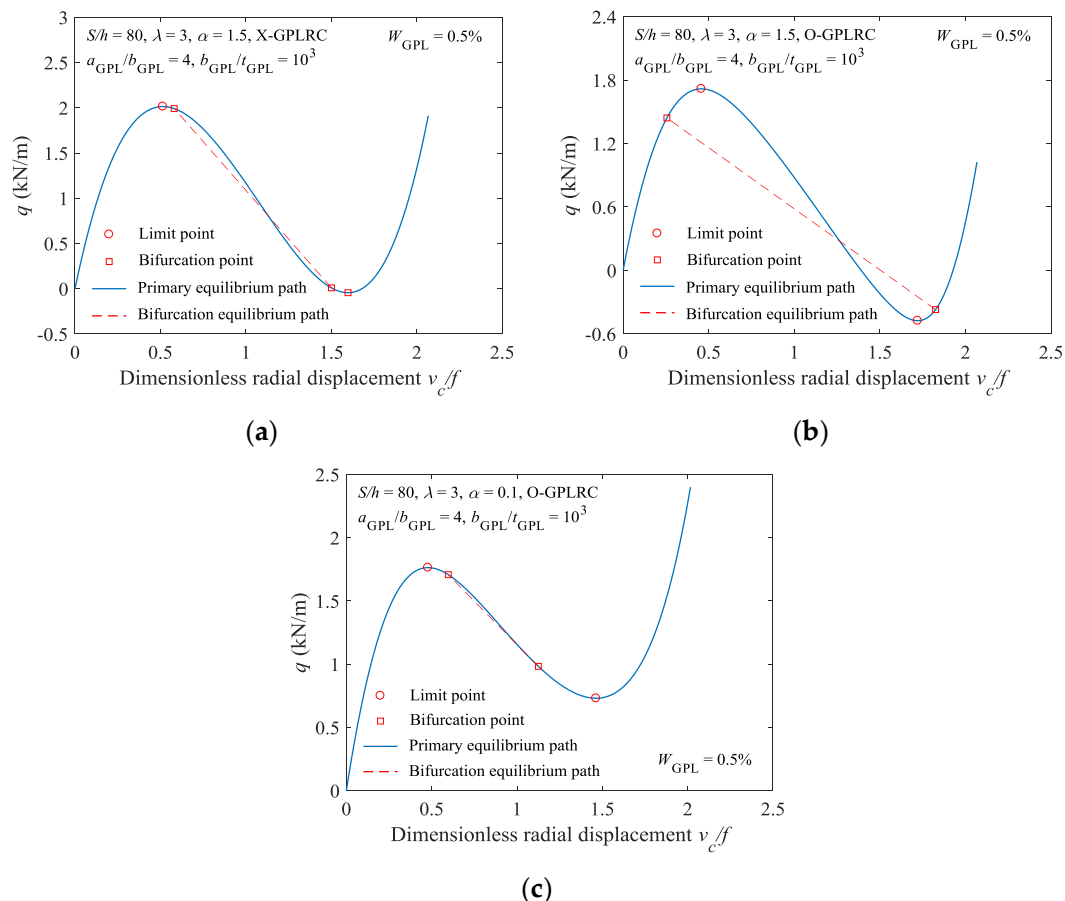 S/h = 80, λ = 3, α = 1.5, X-GPLRC
W_GPL = 0.5%
a_GPL/b_GPL = 4, b_GPL/t_GPL = 10^3
3
2.5
2
1.5
1
0.5
0
-0.5
q (kN/m)
Limit point
Bifurcation point
Primary equilibrium path
Bifurcation equilibrium path
0 0.5 1 1.5 2 2.5
Dimensionless radial displacement v_c/f
(a)
S/h = 80, λ = 3, α = 1.5, O-GPLRC
W_GPL = 0.5%
a_GPL/b_GPL = 4, b_GPL/t_GPL = 10^3
2.4
1.8
1.2
0.6
0
-0.6
q (kN/m)
Limit point
Bifurcation point
Primary equilibrium path
Bifurcation equilibrium path
0 0.5 1 1.5 2 2.5
Dimensionless radial displacement v_c/f
(b)
S/h = 80, λ = 3, α = 0.1, O-GPLRC
a_GPL/b_GPL = 4, b_GPL/t_GPL = 10^3
2.5
2
1.5
1
0.5
0
q (kN/m)
Limit point
Bifurcation point
Primary equilibrium path
Bifurcation equilibrium path
W_GPL = 0.5%
0 0.5 1 1.5 2 2.5
Dimensionless radial displacement v_c/f
(c)